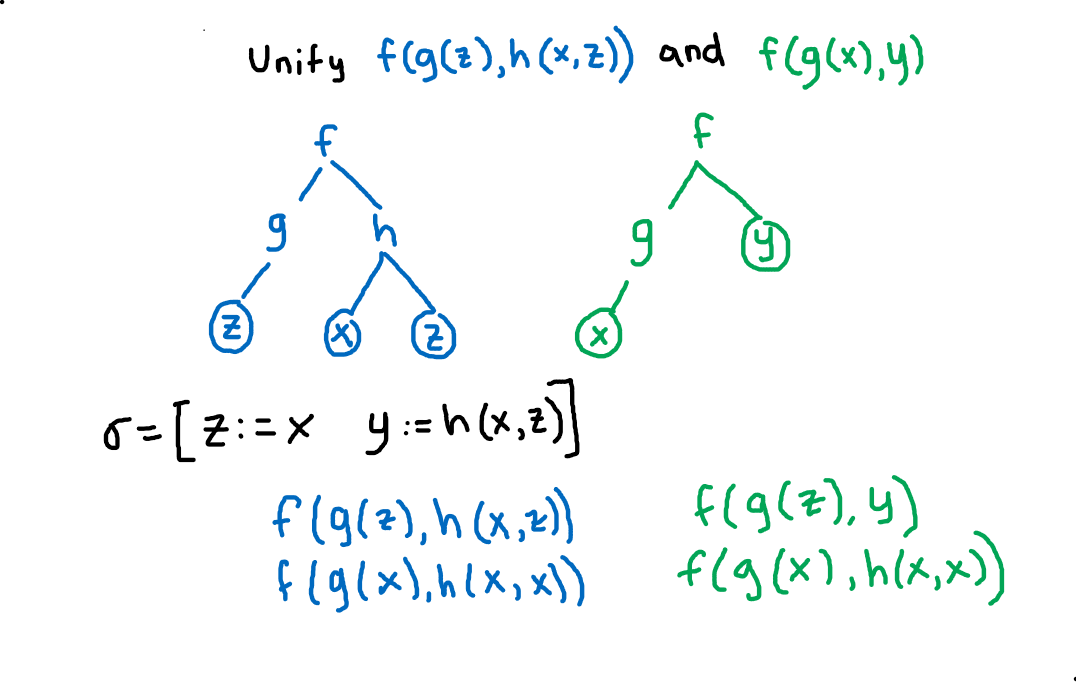 Unify f(g(z),h(x,z)) and f(g(x),y)
f f
g h g y
z x z x
σ=[z:=x y:=h(x,z)]
f(g(z),h(x,z)) f(g(z),y)
f(g(x),h(x,x)) f(g(x),h(x,x))